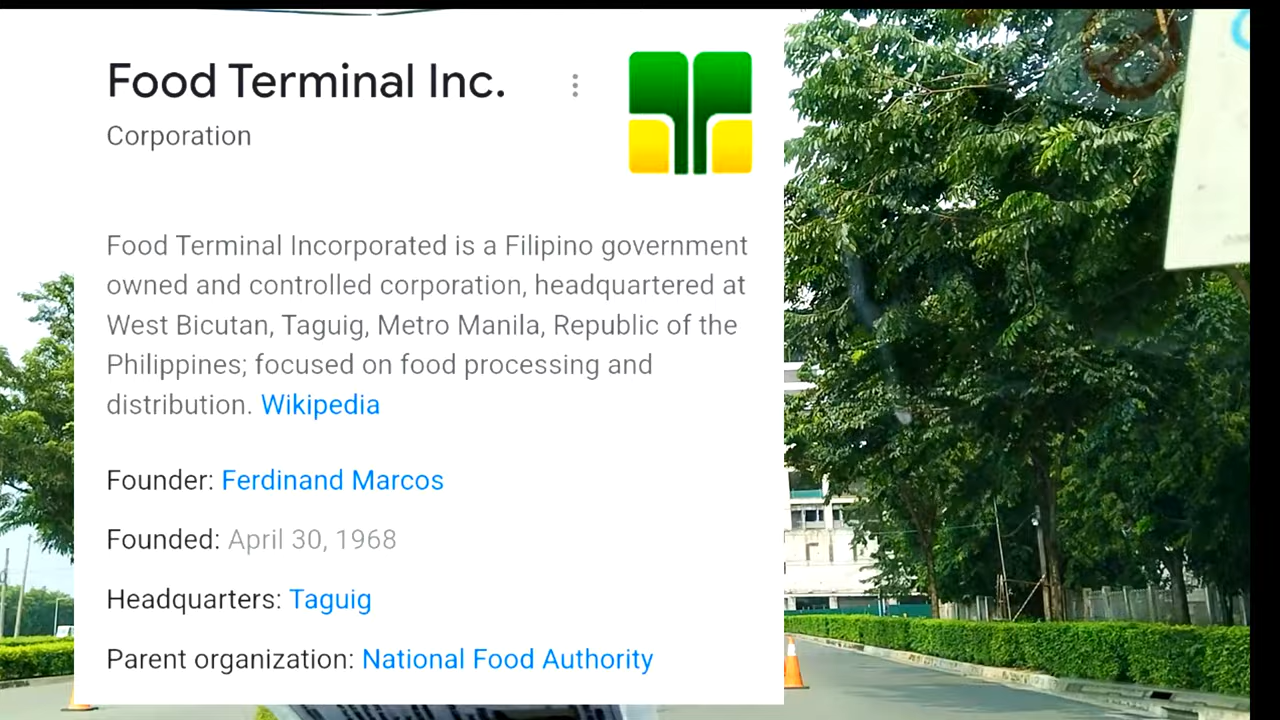 Food Terminal Inc.
Corporation
Food Terminal Incorporated is a Filipino government
owned and controlled corporation, headquartered at
West Bicutan, Taguig, Metro Manila, Republic of the
Philippines; focused on food processing and
distribution. Wikipedia
Founder: Ferdinand Marcos
Founded: April 30, 1968
Headquarters: Taguig
Parent organization: National Food Authority